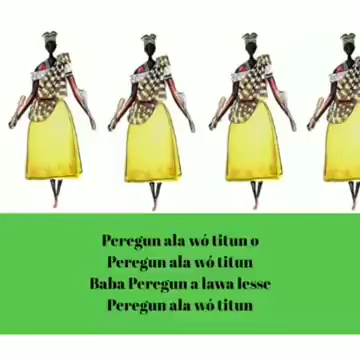 Peregun ala wó titun o
Peregun ala wó titun
Baba Peregun a lawa lesse
Peregun ala wó titun